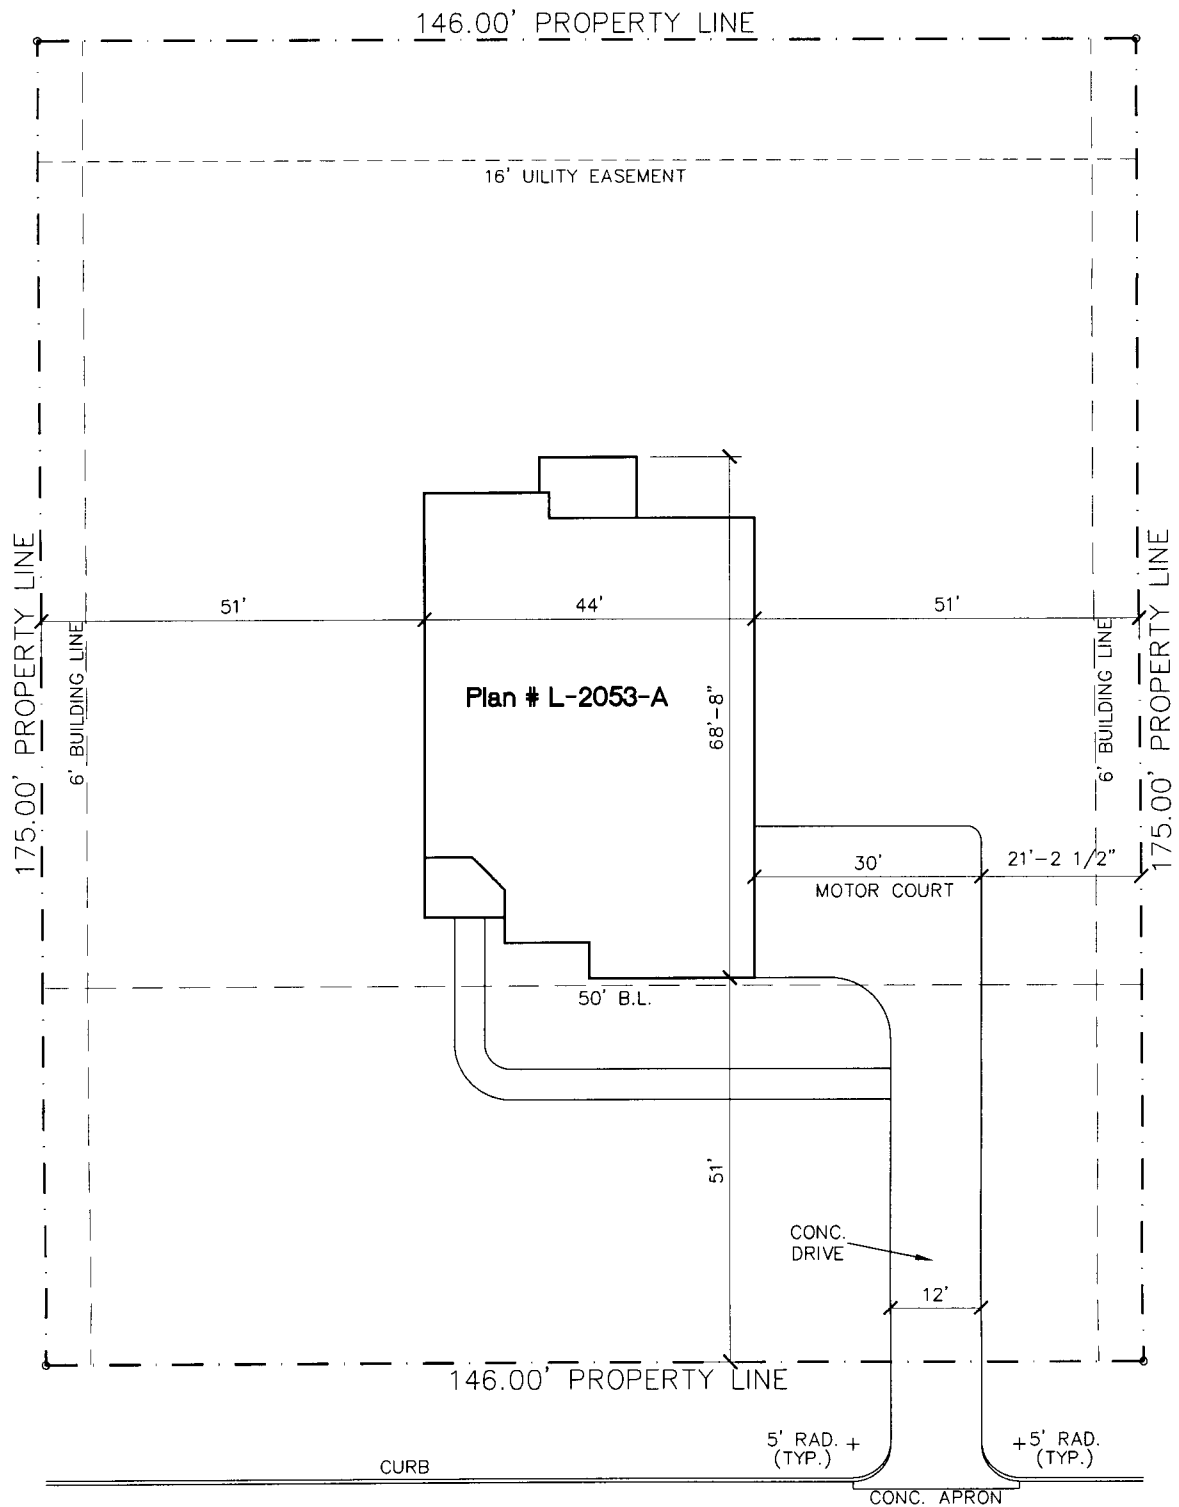 146.00' PROPERTY LINE
16' UILITY EASEMENT
175.00' PROPERTY LINE
6' BUILDING LINE
51'
44'
51'
6' BUILDING LINE
175.00' PROPERTY LINE
Plan # L-2053-A
68'-8"
30'
21'-2 1/2"
MOTOR COURT
50' B.L.
51'
CONC.
DRIVE
12'
146.00' PROPERTY LINE
5' RAD.
(TYP.)
5' RAD.
(TYP.)
CURB
CONC. APRON